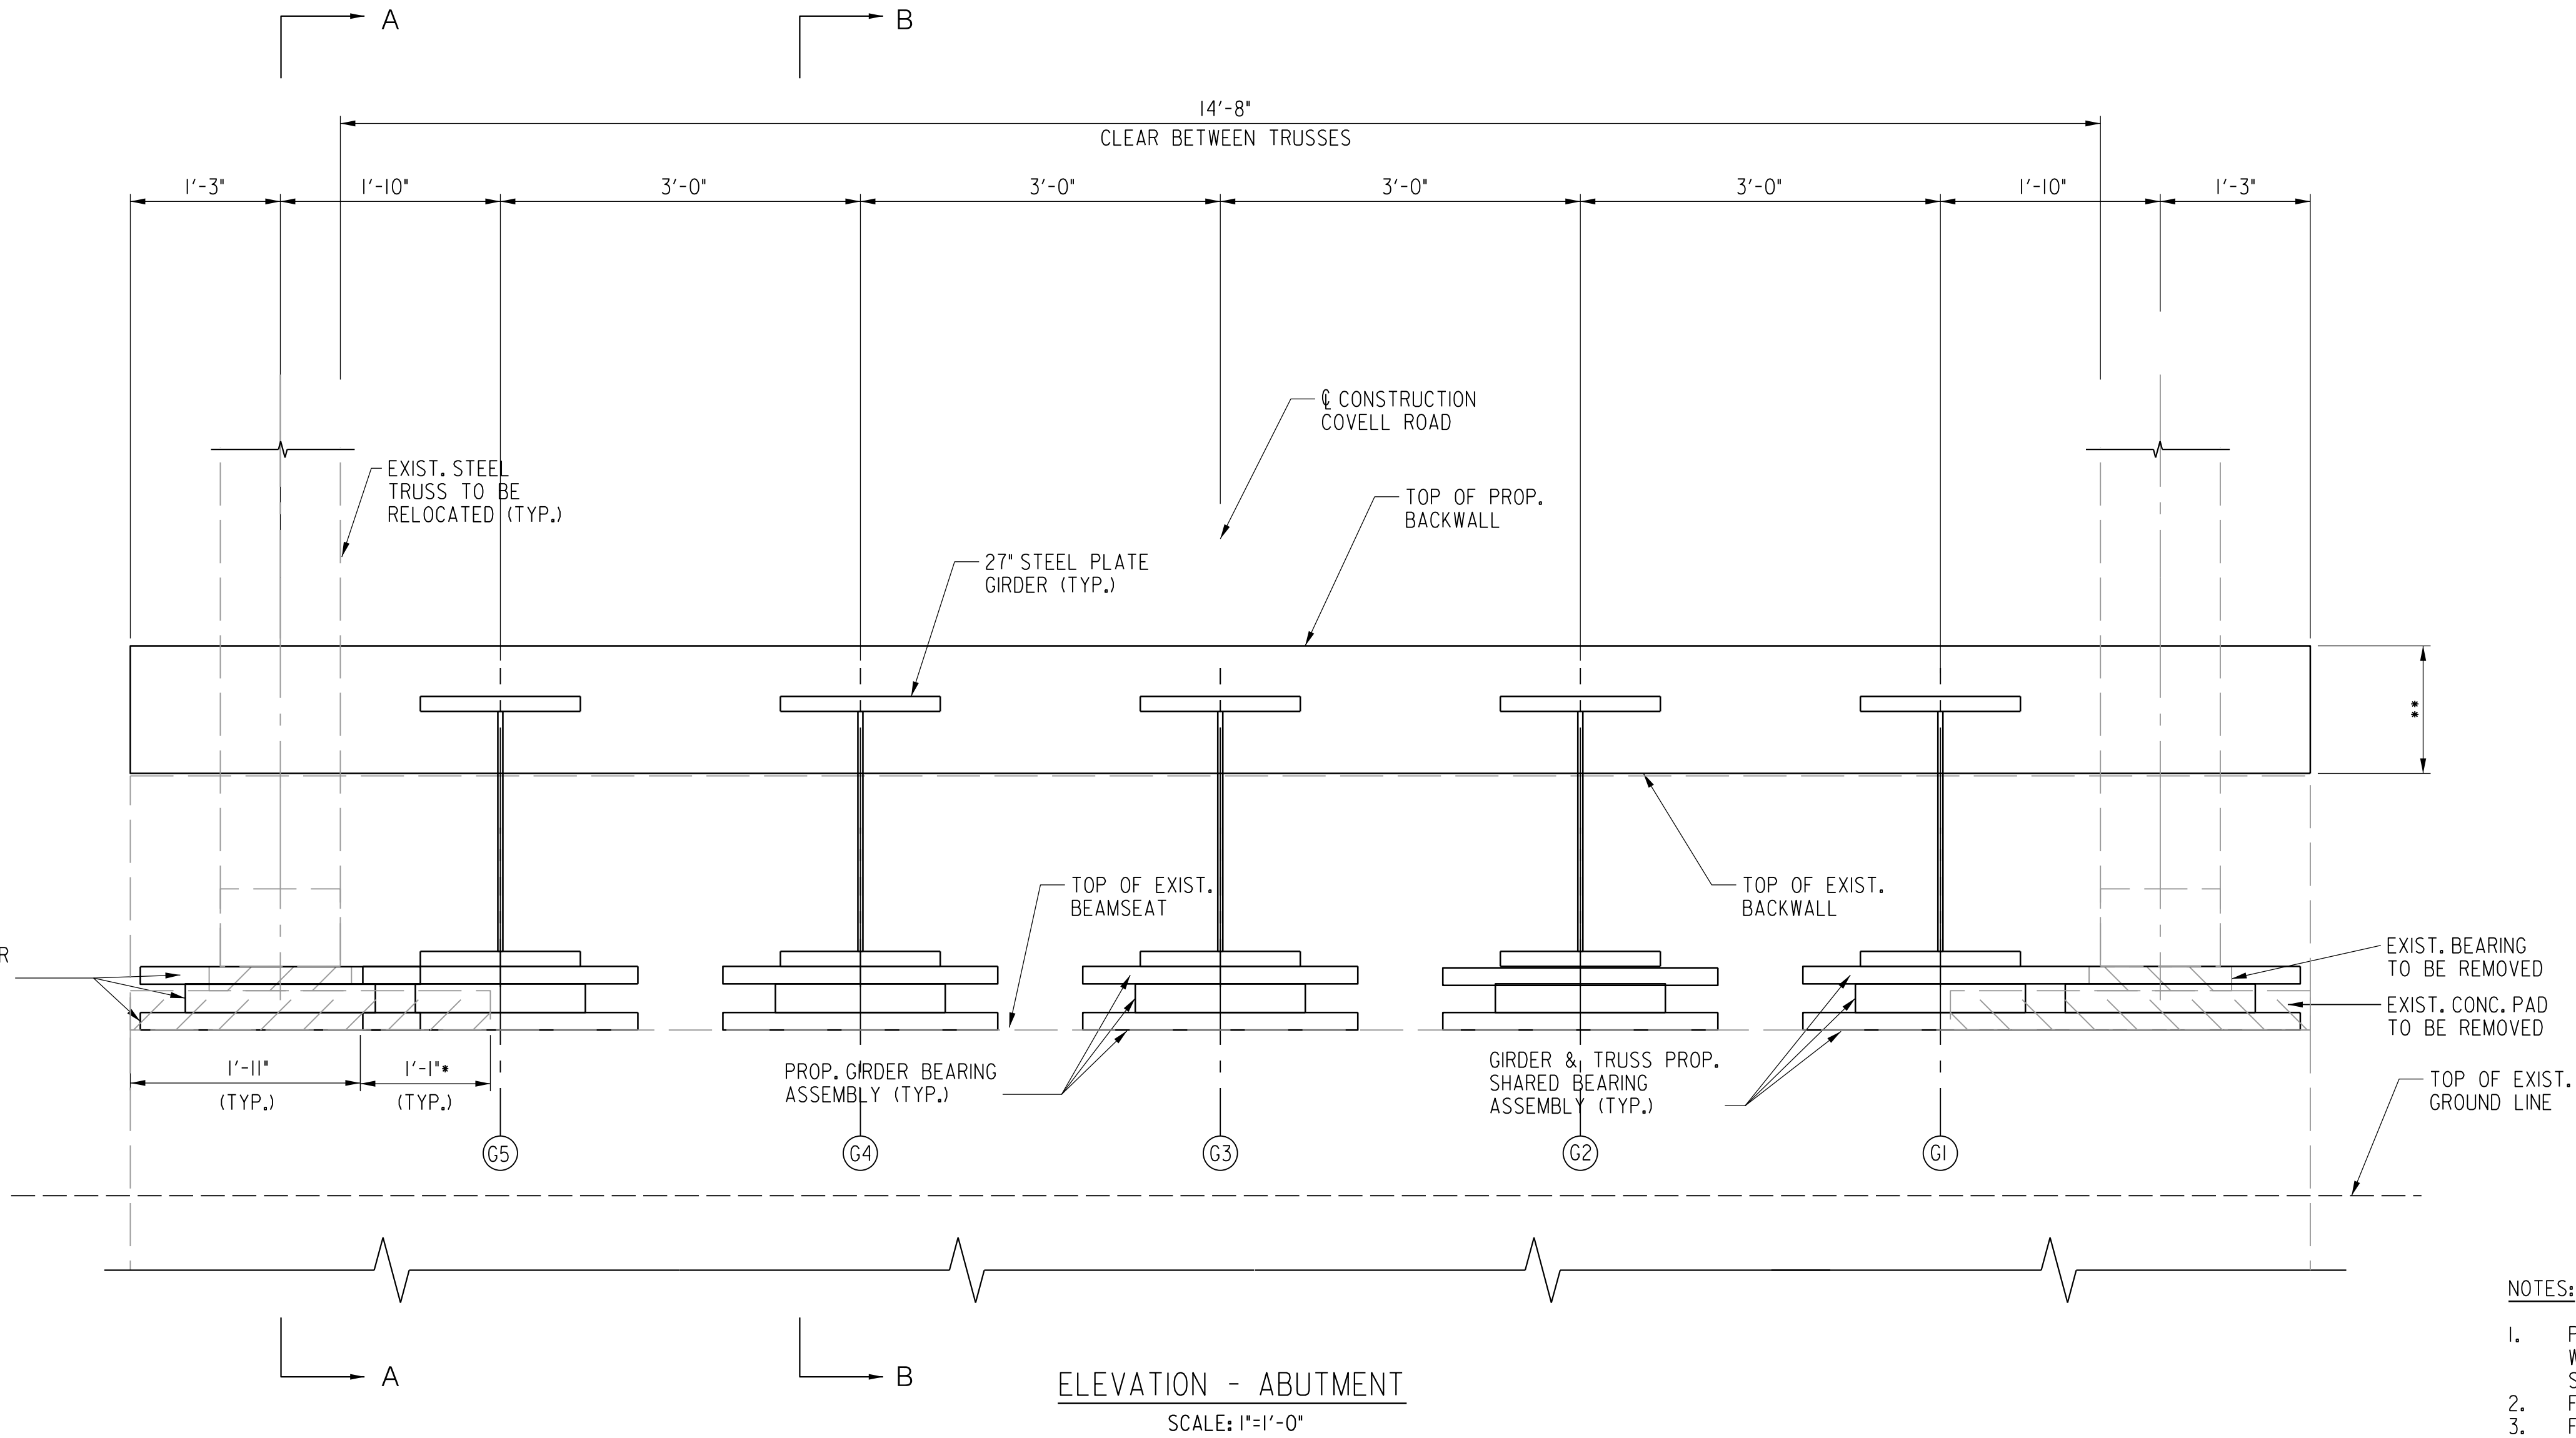 A
B
14'-8"
CLEAR BETWEEN TRUSSES
1'-3"
1'-10"
3'-0"
3'-0"
3'-0"
3'-0"
1'-10"
1'-3"
℄ CONSTRUCTION
COVELL ROAD
EXIST. STEEL
TRUSS TO BE
RELOCATED (TYP.)
TOP OF PROP.
BACKWALL
27" STEEL PLATE
GIRDER (TYP.)
**
TOP OF EXIST.
BEAMSEAT
TOP OF EXIST.
BACKWALL
R
EXIST. BEARING
TO BE REMOVED
EXIST. CONC. PAD
TO BE REMOVED
1'-11"
(TYP.)
1'-1"*
(TYP.)
PROP. GIRDER BEARING
ASSEMBLY (TYP.)
GIRDER & TRUSS PROP.
SHARED BEARING
ASSEMBLY (TYP.)
TOP OF EXIST.
GROUND LINE
G5
G4
G3
G2
G1
NOTES:
1.
2. F
3. F
A
B
ELEVATION - ABUTMENT
SCALE: 1"=1'-0"